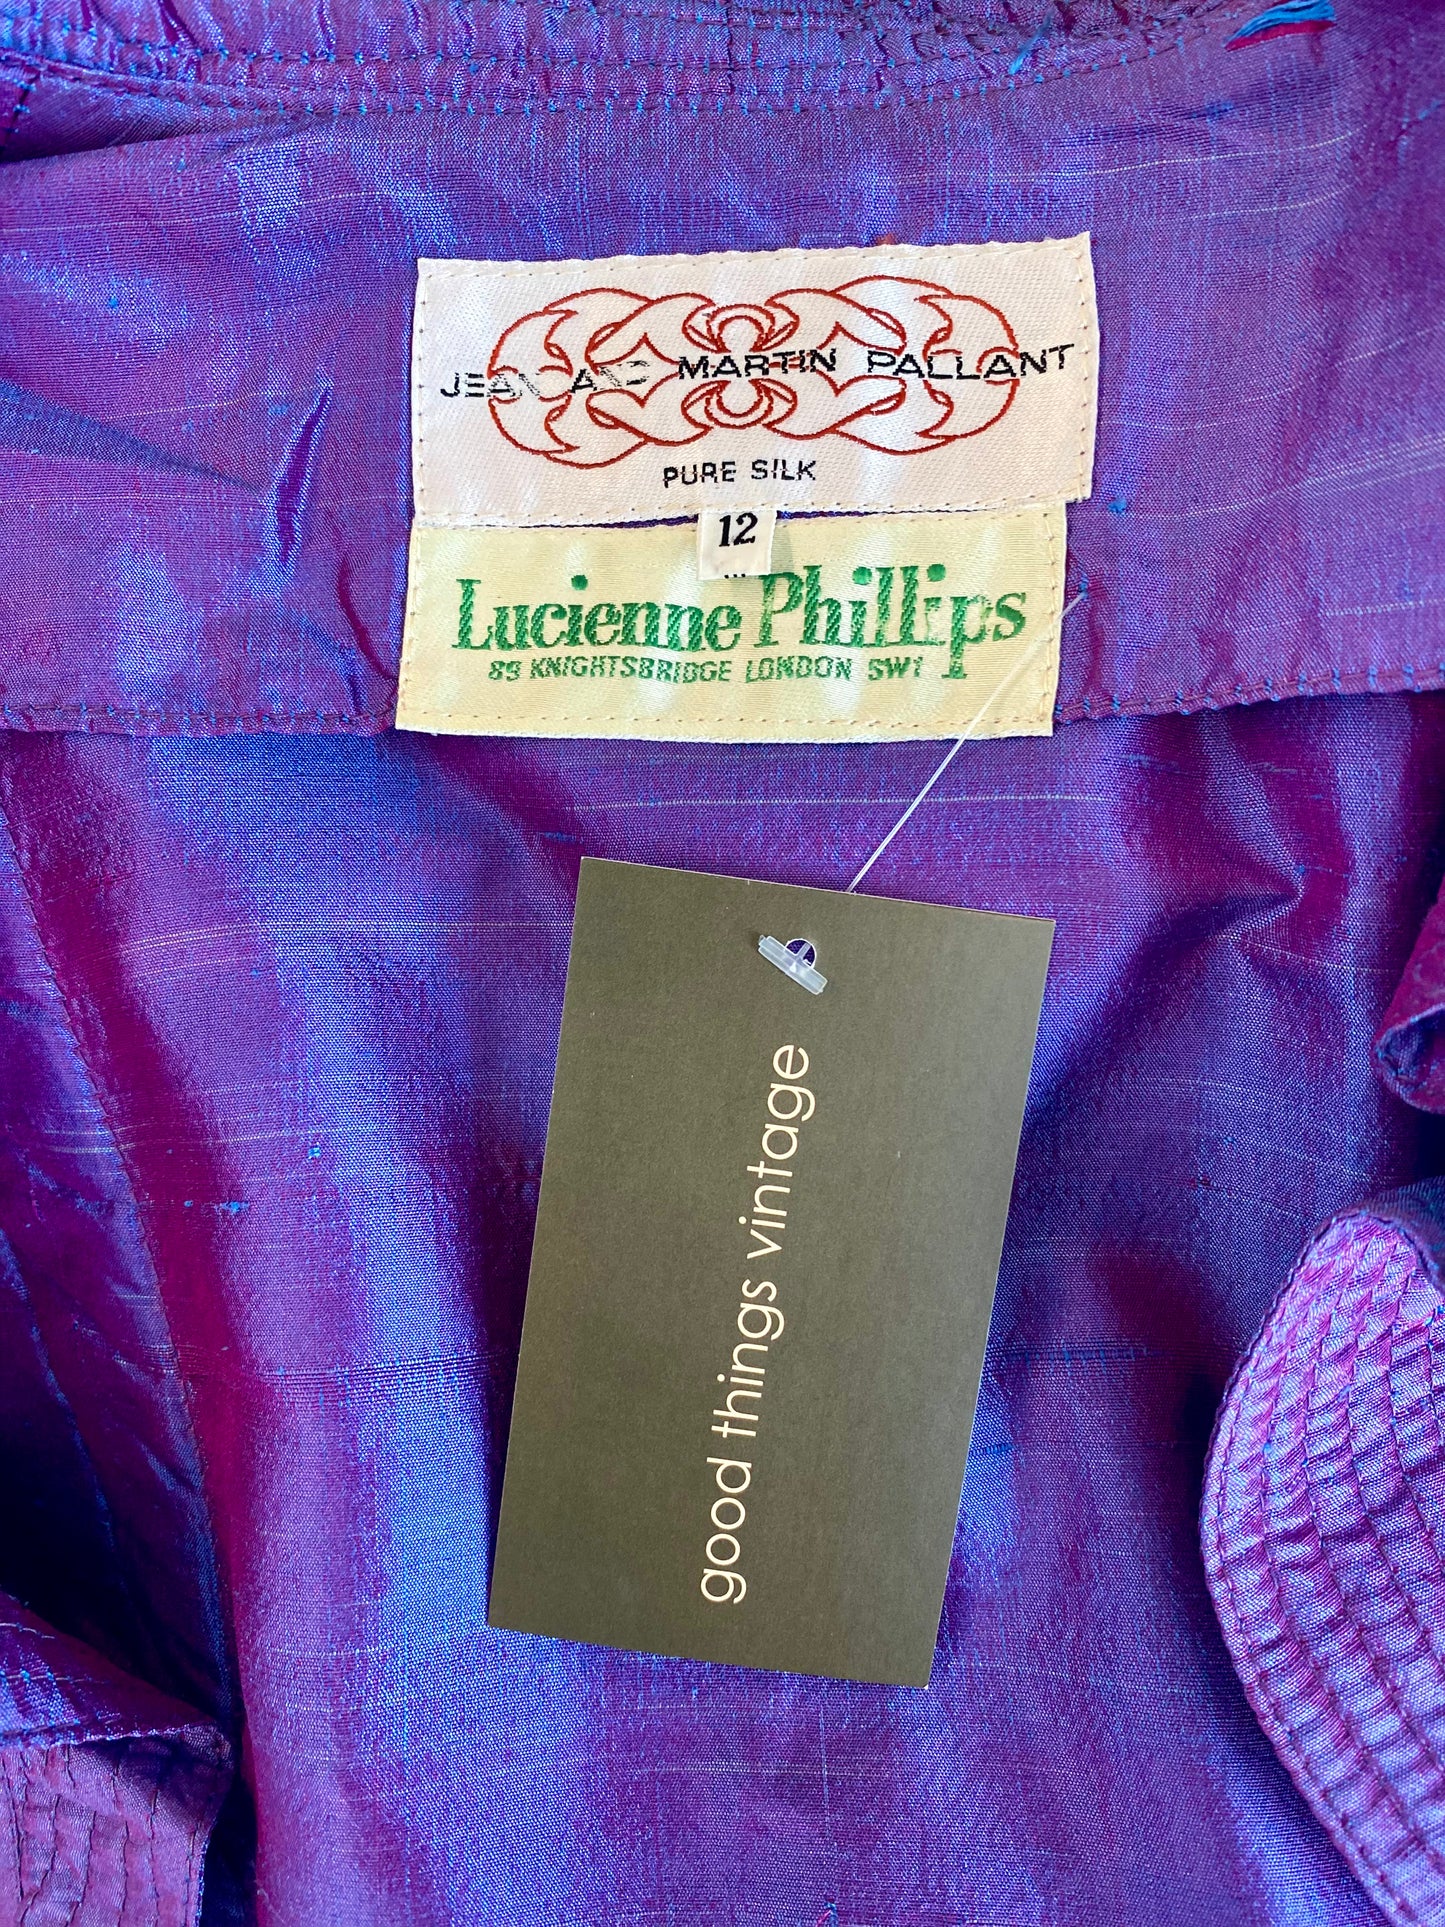 JEAN AND MARTIN PALLANT
PURE SILK
12
Lucienne Phillips
89 KNIGHTSBRIDGE LONDON SW1
good things vintage